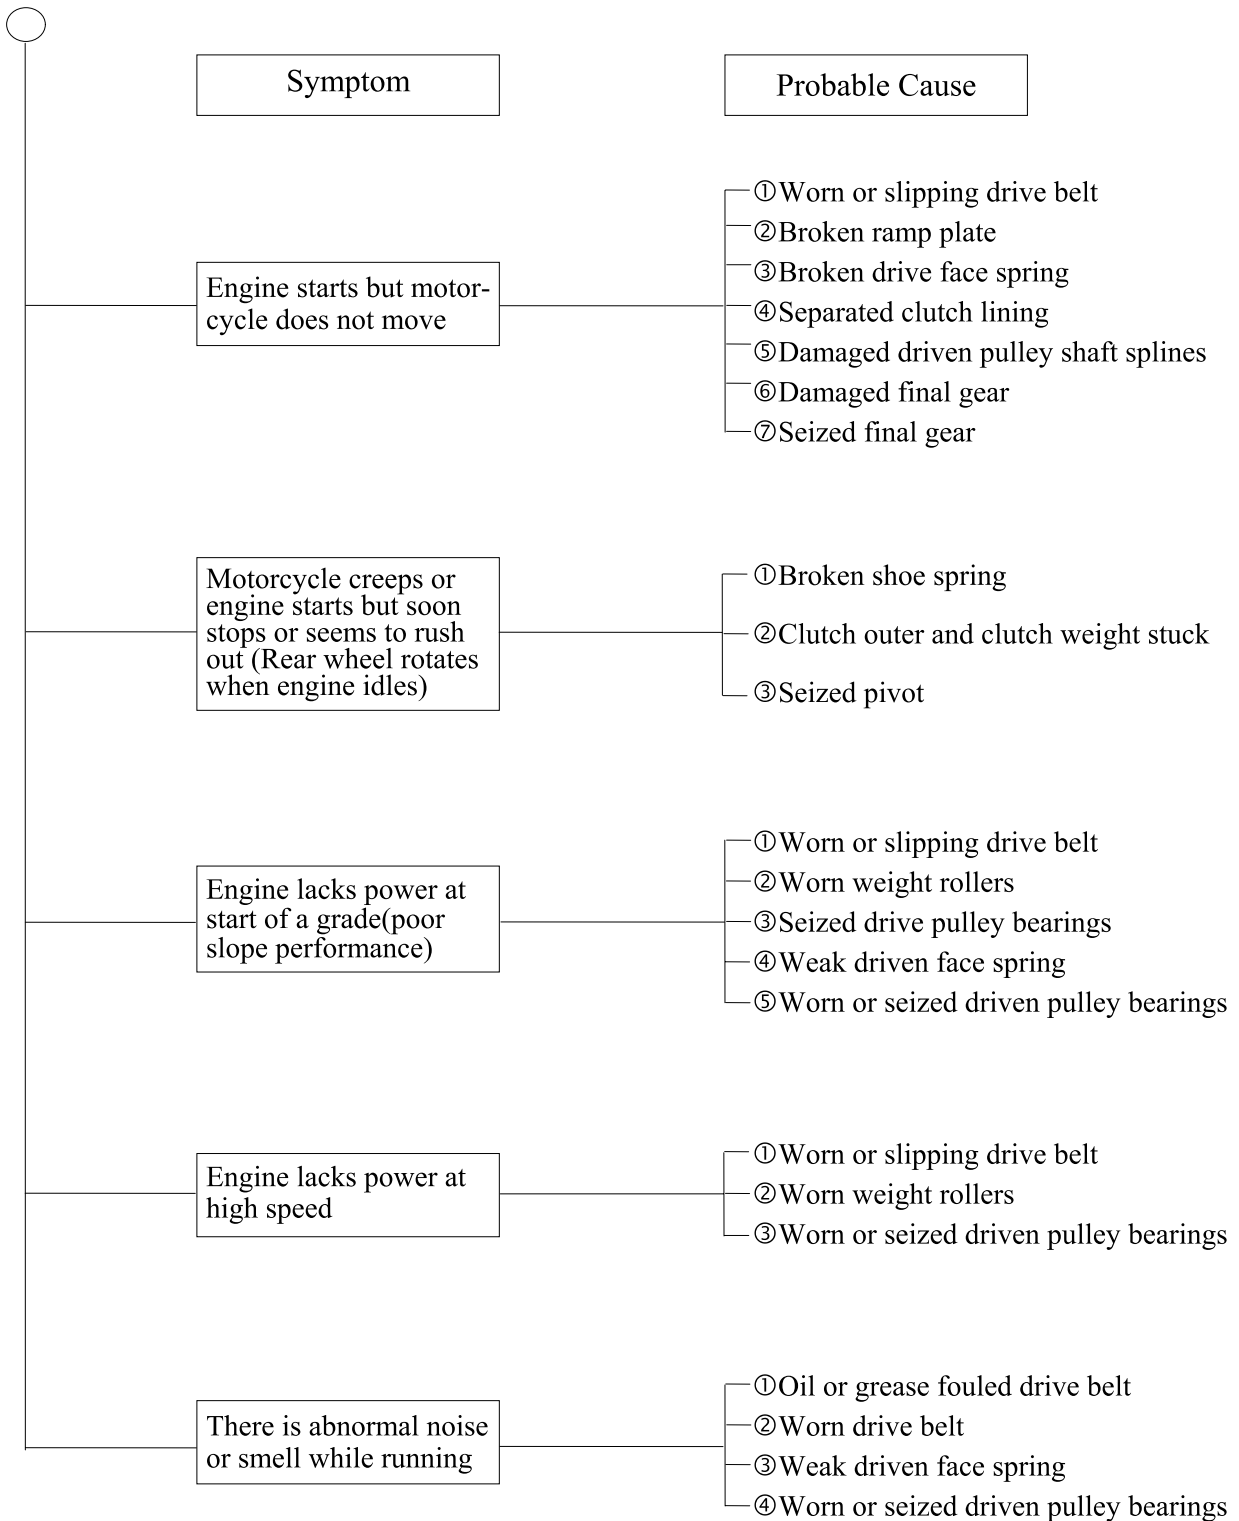 Symptom
Probable Cause
Engine starts but motor-
cycle does not move
①Worn or slipping drive belt
②Broken ramp plate
③Broken drive face spring
④Separated clutch lining
⑤Damaged driven pulley shaft splines
⑥Damaged final gear
⑦Seized final gear
Motorcycle creeps or
engine starts but soon
stops or seems to rush
out (Rear wheel rotates
when engine idles)
①Broken shoe spring
②Clutch outer and clutch weight stuck
③Seized pivot
Engine lacks power at
start of a grade(poor
slope performance)
①Worn or slipping drive belt
②Worn weight rollers
③Seized drive pulley bearings
④Weak driven face spring
⑤Worn or seized driven pulley bearings
Engine lacks power at
high speed
①Worn or slipping drive belt
②Worn weight rollers
③Worn or seized driven pulley bearings
There is abnormal noise
or smell while running
①Oil or grease fouled drive belt
②Worn drive belt
③Weak driven face spring
④Worn or seized driven pulley bearings